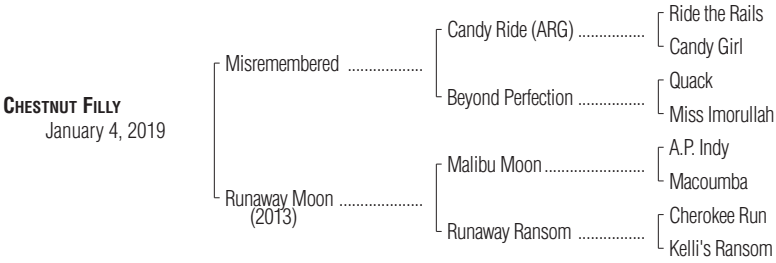 Ride the Rails
Candy Ride (ARG) ................
Candy Girl
Misremembered ..................
Quack
Beyond Perfection ................
CHESTNUT FILLY
Miss Imorullah
January 4, 2019
A.P. Indy
Malibu Moon ........................
Macoumba
Runaway Moon ....................
(2013)
Cherokee Run
Runaway Ransom ................
Kelli's Ransom